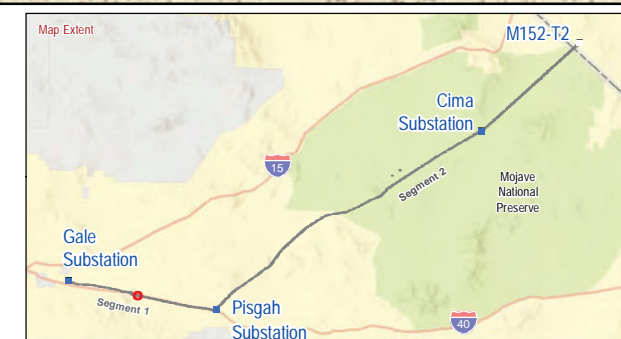 Map Extent
M152-T2
Cima
Substation
15
Segment 2
Mojave
National
Preserve
Gale
Substation
Segment 1
Pisgah
Substation
40